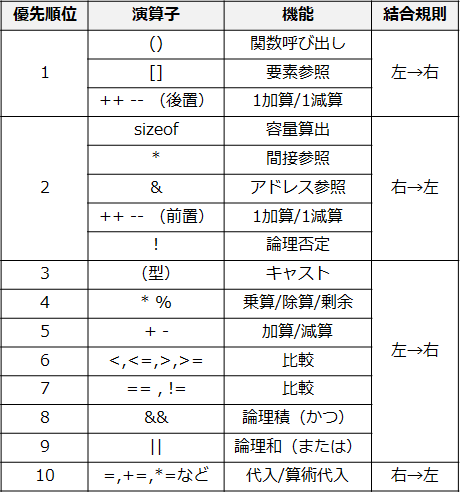 優先順位 演算子 機能 結合規則
1 () 関数呼び出し 左→右
[] 要素参照
++ -- （後置） 1加算/1減算
2 sizeof 容量算出 右→左
* 間接参照
& アドレス参照
++ -- （前置） 1加算/1減算
! 論理否定
3 （型） キャスト 左→右
4 * % 乗算/除算/剰余
5 + - 加算/減算
6 <,<=,>,>= 比較
7 == , != 比較
8 && 論理積（かつ）
9 || 論理和（または）
10 =,+=,*=など 代入/算術代入 右→左